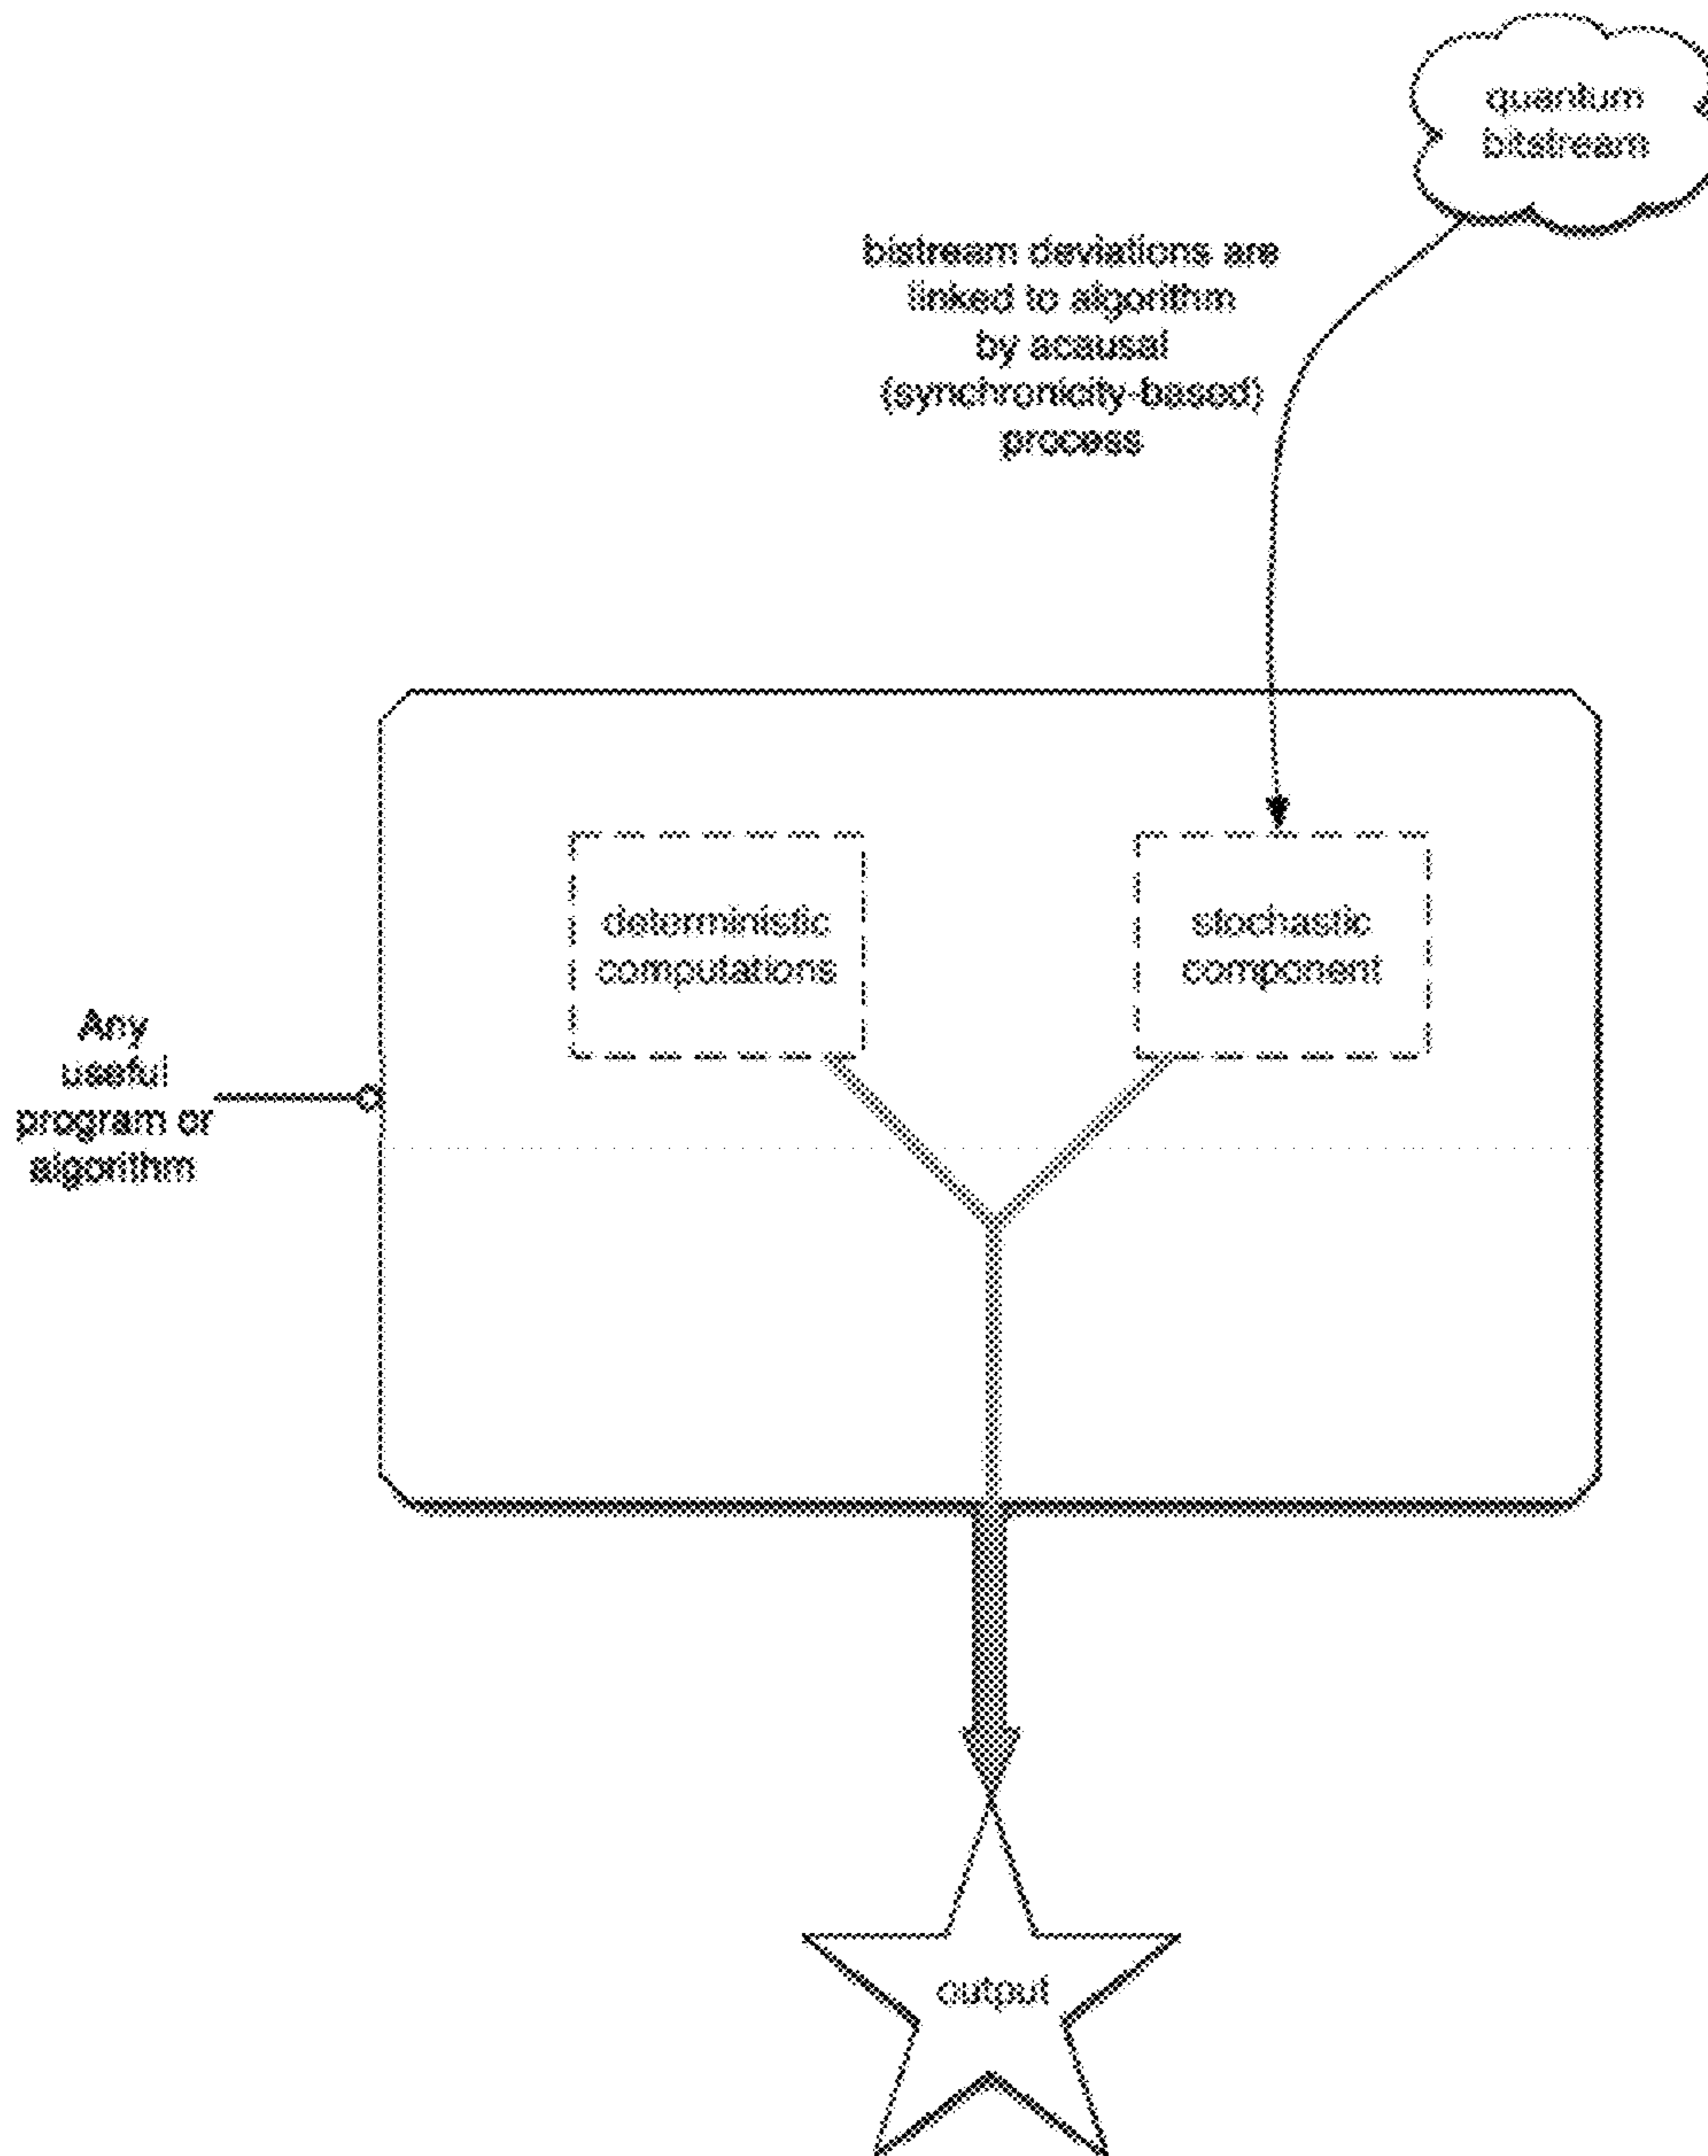 quantum
bitstream
bistream deviations are
linked to algorithm
by acausal
(synchronicity-based)
process
deterministic
computations
stochastic
component
Any
useful
program or
algorithm
output